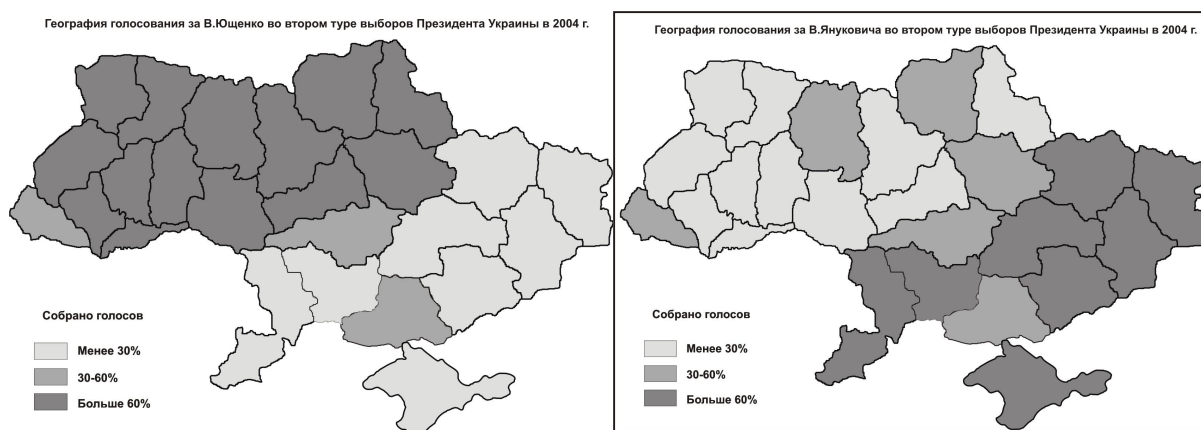 География голосования за В.Ющенко во втором туре выборов Президента Украины в 2004 г.
Собрано голосов
Менее 30%
30-60%
Больше 60%
География голосования за В.Януковича во втором туре выборов Президента Украины в 2004 г.
Собрано голосов
Менее 30%
30-60%
Больше 60%